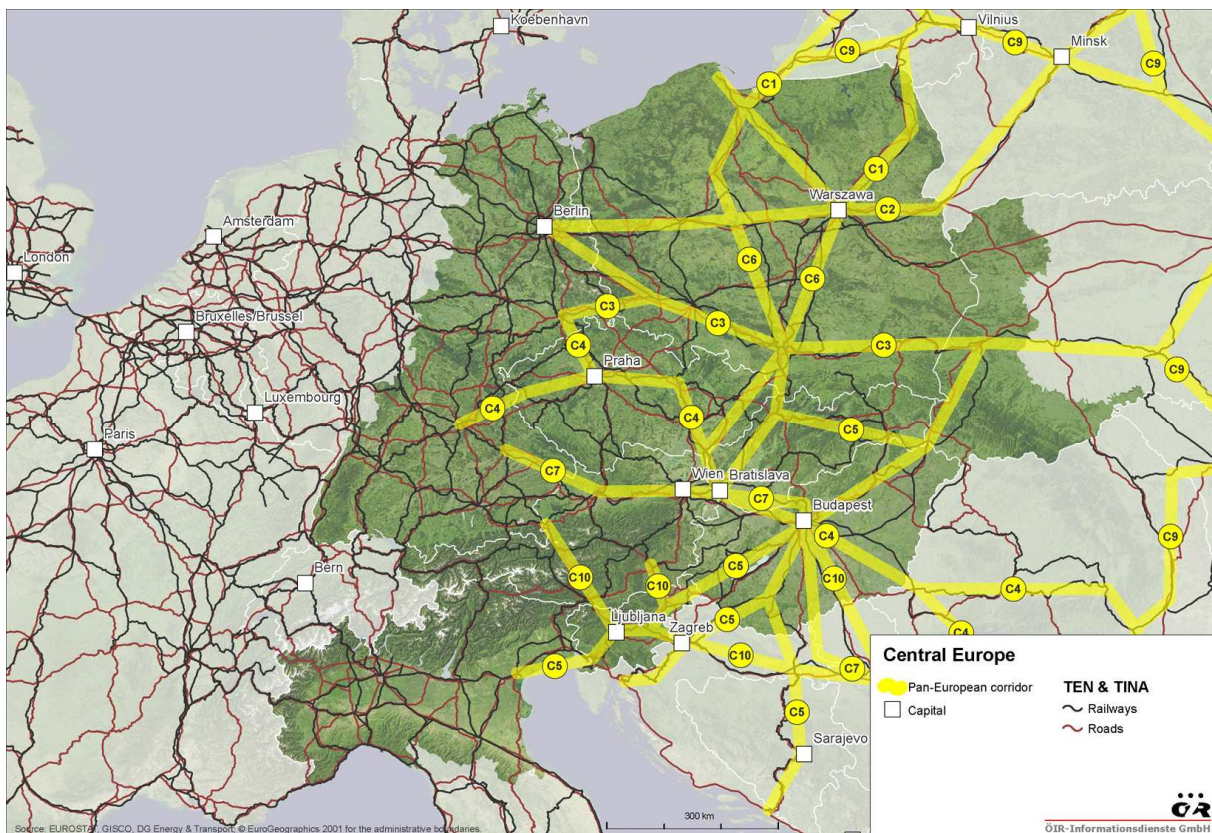 Koebenhavn
Vilnius
C9
C9
Minsk
C9
C1
C1
Warszawa
C2
Berlin
Amsterdam
London
C6
C6
Bruxelles/Brussel
C3
C3
C4
C3
Praha
C9
Luxembourg
C4
C4
C5
Paris
C7
Wien
Bratislava
C7
Budapest
C4
C9
Bern
C10
C10
C5
C10
C4
Ljubljana
C5
Zagreb
C4
C5
C10
C7
C5
Sarajevo
Central Europe
Pan-European corridor
Capital
TEN & TINA
Railways
Roads
300 km
Source: EUROSTAT, GISCO, DG Energy & Transport; © EuroGeographics 2001 for the administrative boundaries.
ÖIR
ÖIR-Informationsdienste GmbH